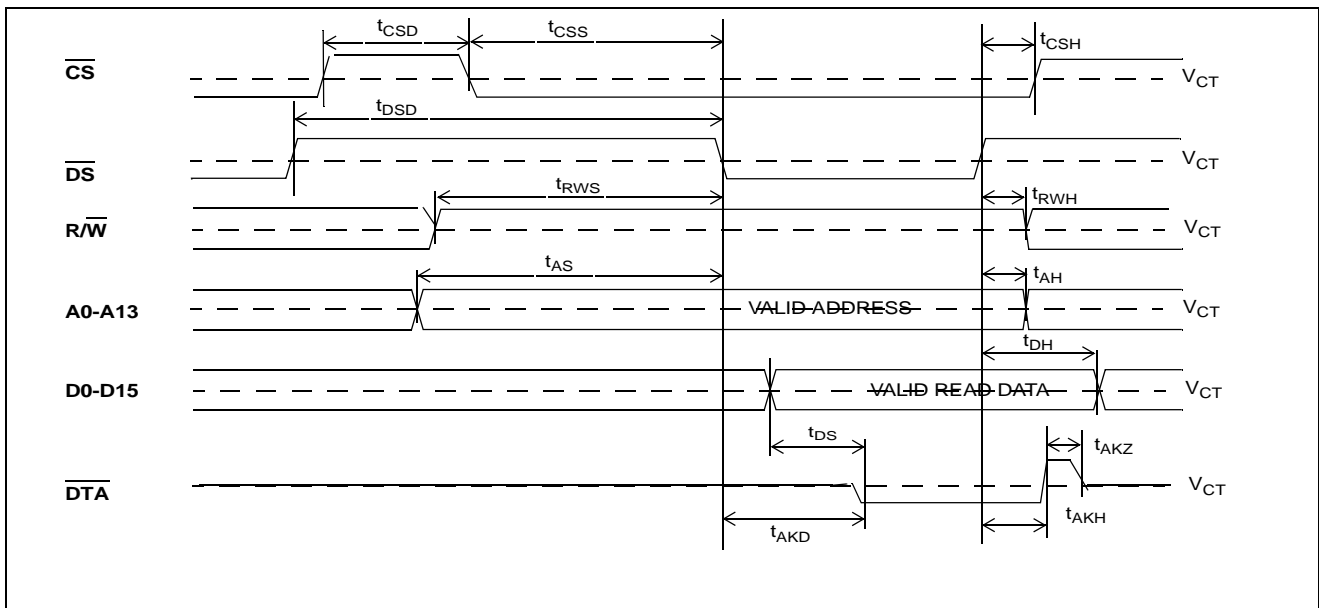 tCSD tCSS tCSH
CS VCT
tDSD
DS VCT
tRWS tRWH
R/W VCT
tAS tAH
A0-A13 VALID ADDRESS VCT
tDH
D0-D15 VALID READ DATA VCT
tDS tAKZ
DTA VCT
tAKD tAKH